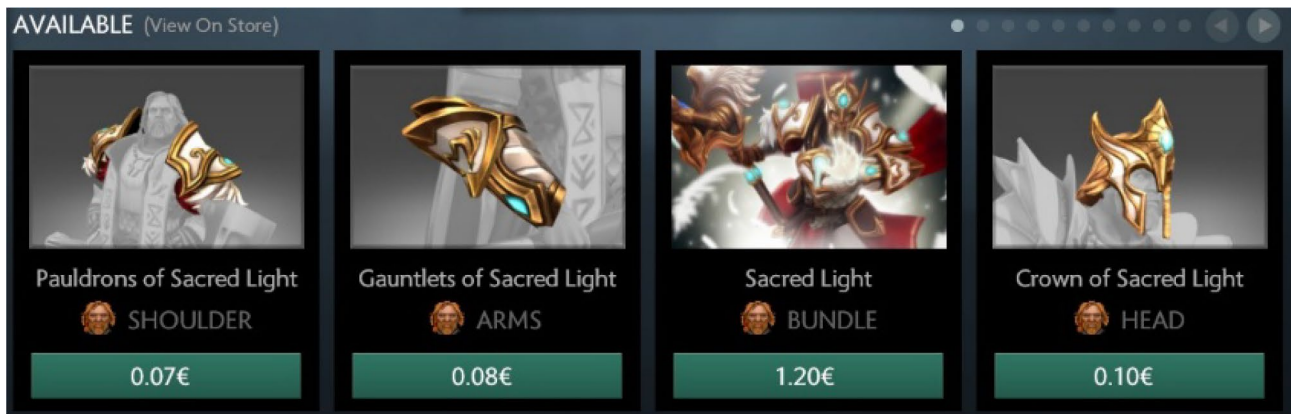 AVAILABLE (View On Store)
Pauldrons of Sacred Light
SHOULDER
0.07€
Gauntlets of Sacred Light
ARMS
0.08€
Sacred Light
BUNDLE
1.20€
Crown of Sacred Light
HEAD
0.10€